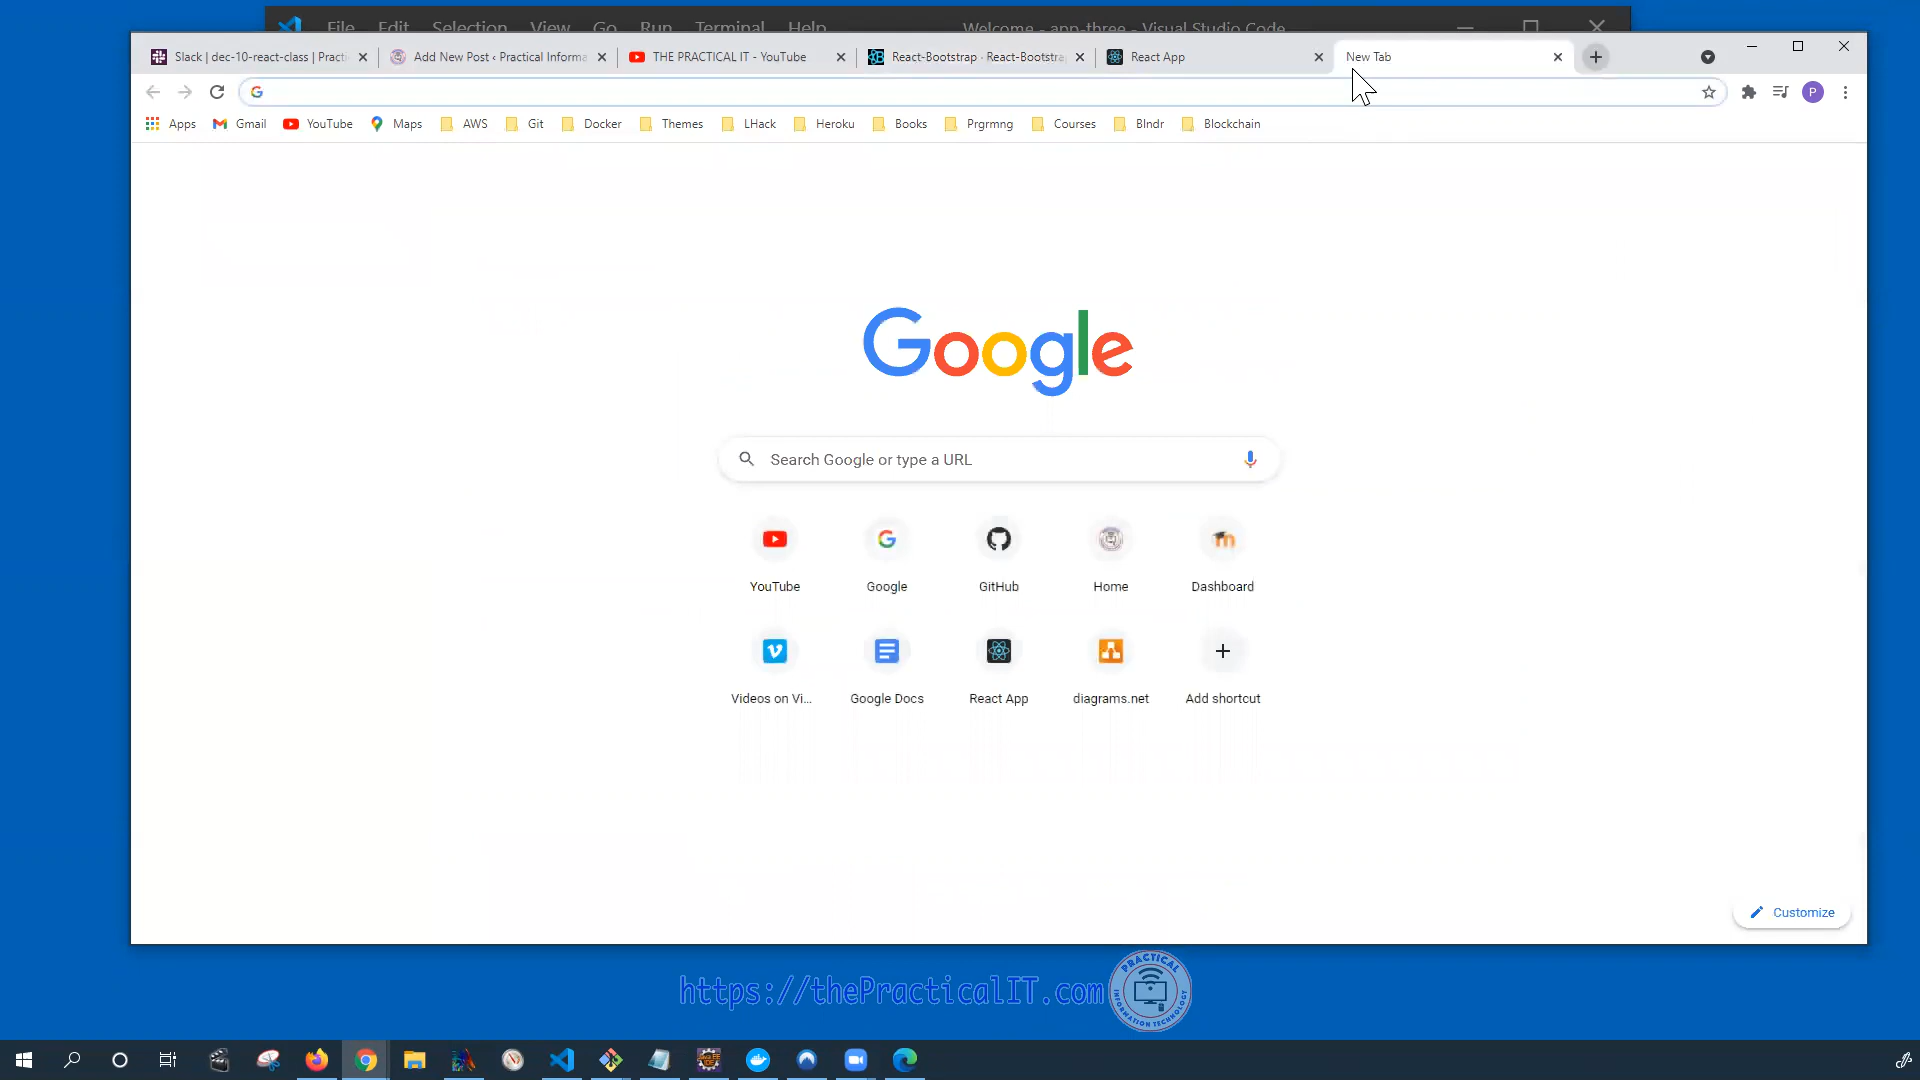 File Edit Selection View Go Run Terminal Help Welcome - app-three - Visual Studio Code
Slack | dec-10-react-class | Practi Add New Post ‹ Practical Informa THE PRACTICAL IT - YouTube React-Bootstrap · React-Bootstra React App New Tab
P
Apps Gmail YouTube Maps AWS Git Docker Themes LHack Heroku Books Prgrmng Courses Blndr Blockchain
Google
Search Google or type a URL
YouTube Google GitHub Home Dashboard
Videos on Vi... Google Docs React App diagrams.net Add shortcut
Customize
https://thePracticalIT.com
PRACTICAL
INFORMATION TECHNOLOGY